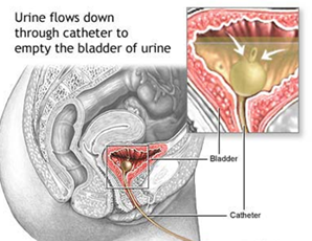 Urine flows down
through catheter to
empty the bladder of urine
Bladder
Catheter